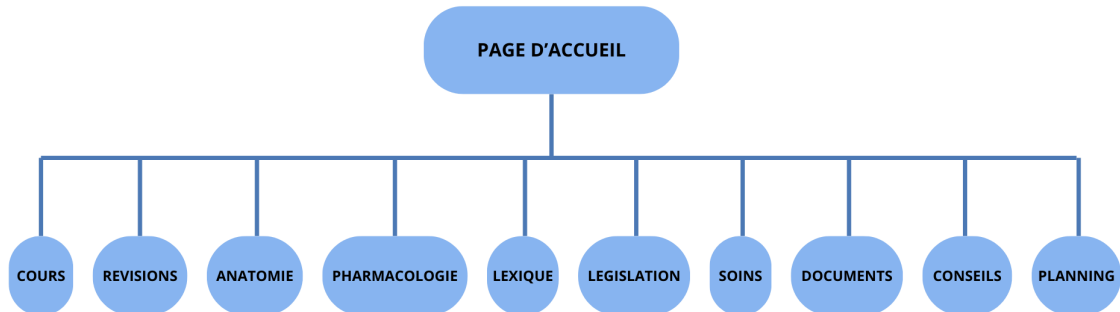 PAGE D’ACCUEIL
COURS
REVISIONS
ANATOMIE
PHARMACOLOGIE
LEXIQUE
LEGISLATION
SOINS
DOCUMENTS
CONSEILS
PLANNING